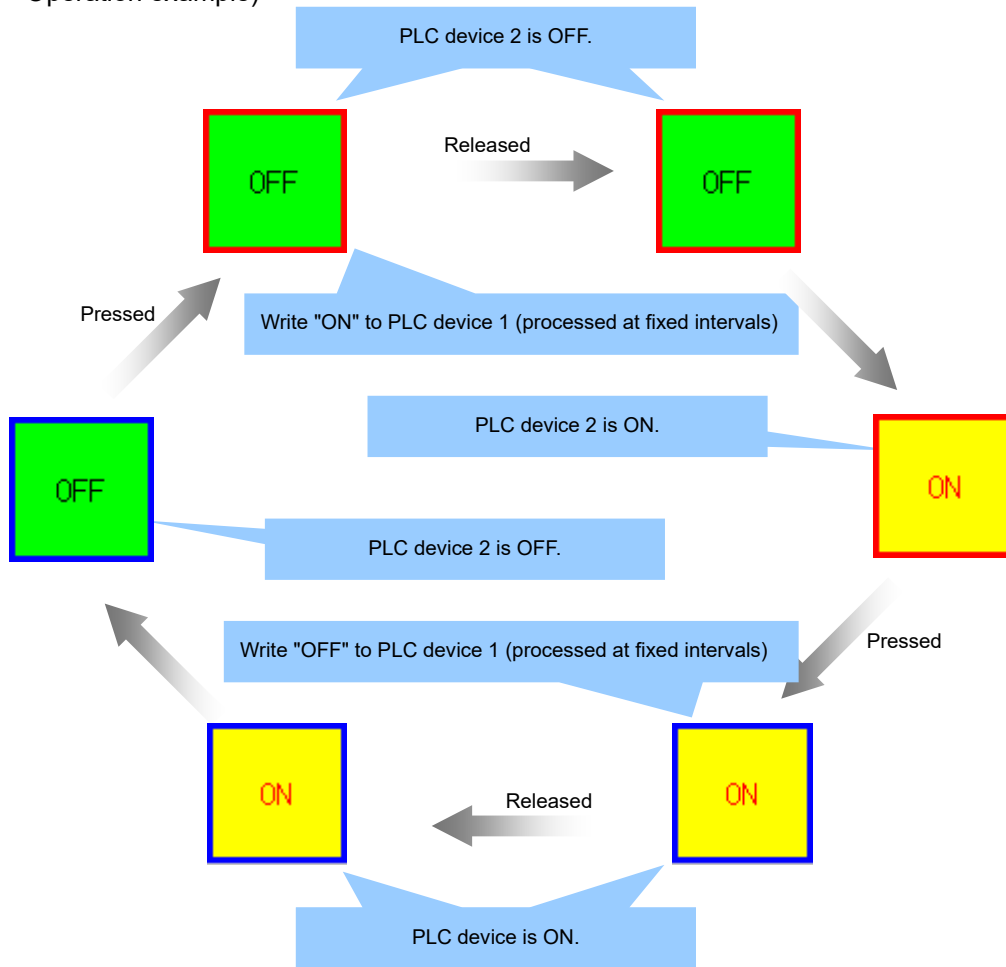 Operation example)
PLC device 2 is OFF.
Released
OFF
OFF
Pressed
Write "ON" to PLC device 1 (processed at fixed intervals)
PLC device 2 is ON.
OFF
ON
PLC device 2 is OFF.
Write "OFF" to PLC device 1 (processed at fixed intervals)
Pressed
ON
Released
ON
PLC device is ON.